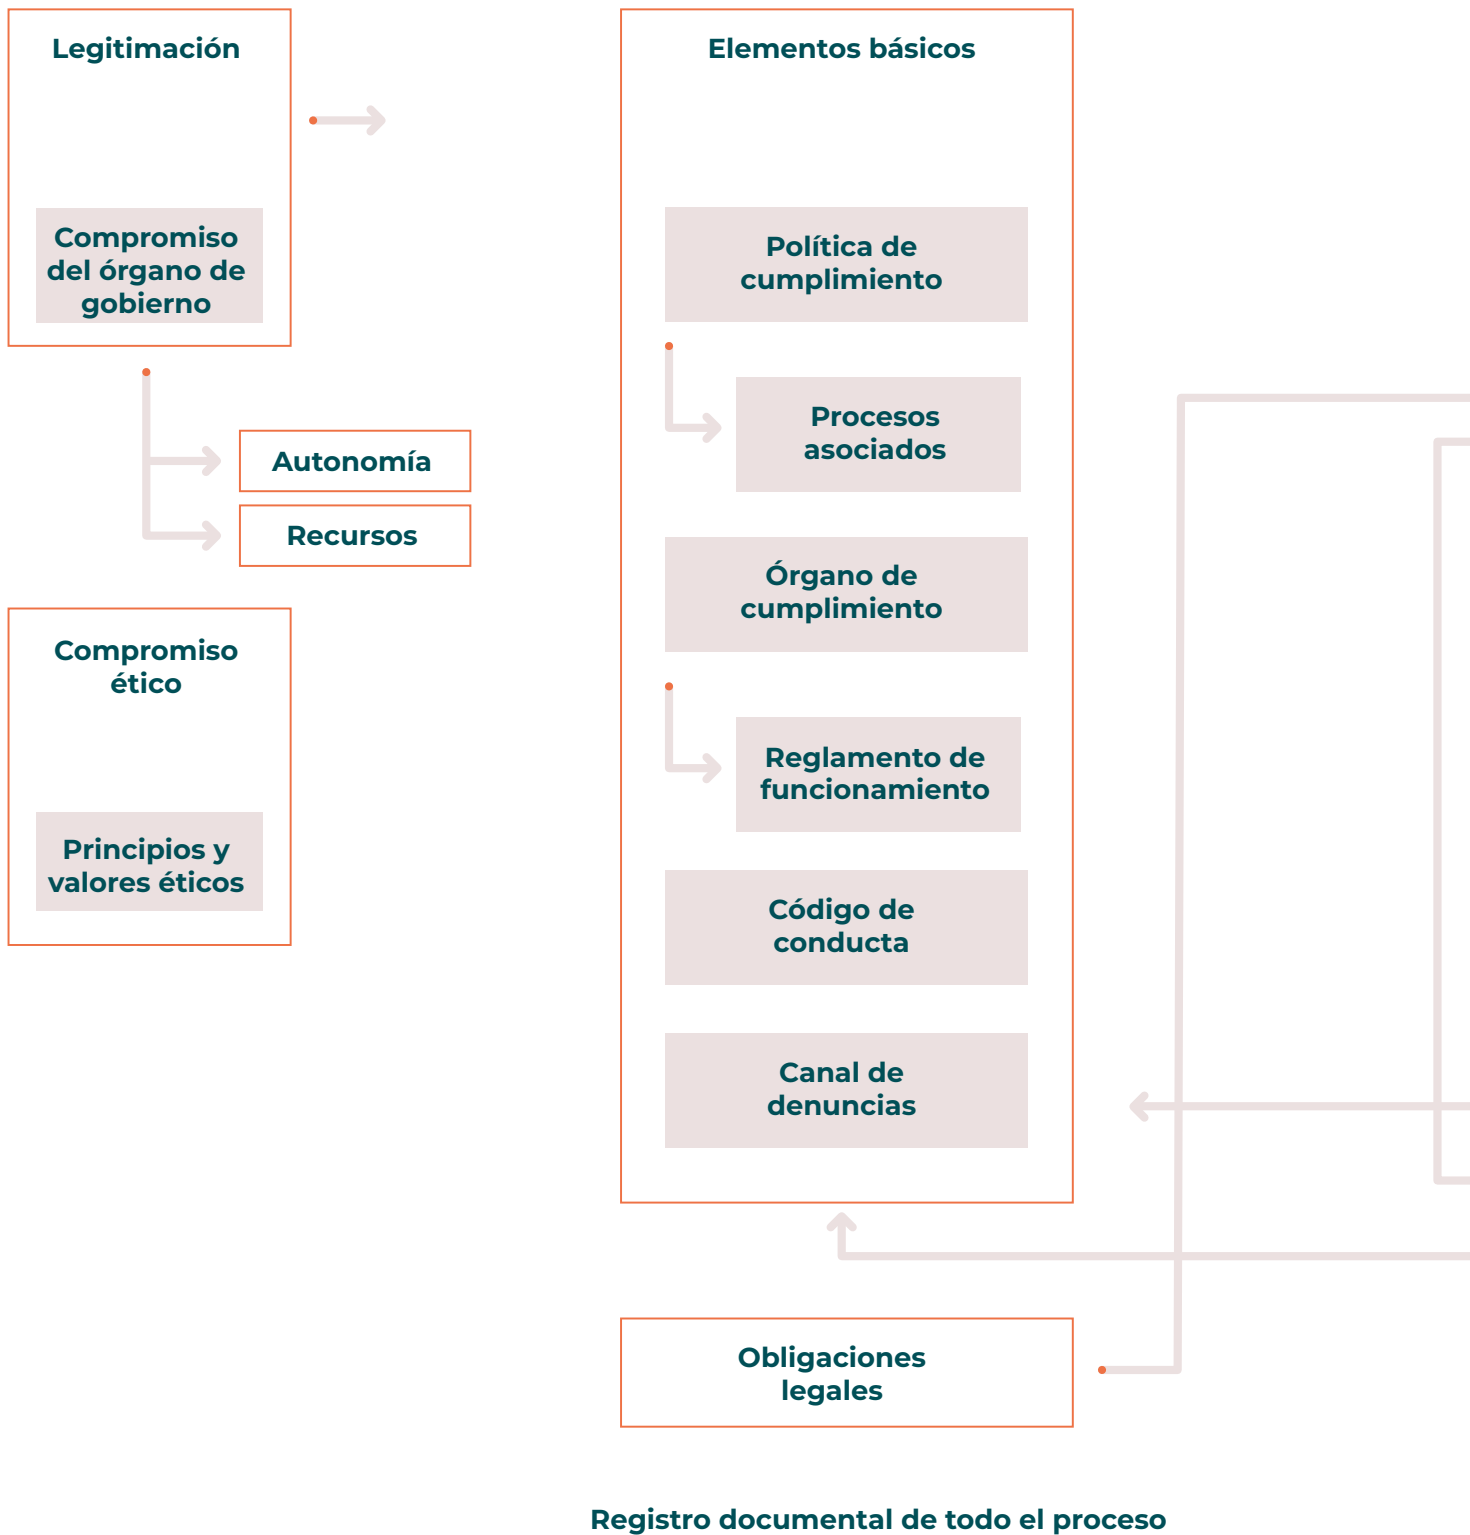 Legitimación
Compromiso
del órgano de
gobierno
Autonomía
Recursos
Compromiso
ético
Principios y
valores éticos
Elementos básicos
Política de
cumplimiento
Procesos
asociados
Órgano de
cumplimiento
Reglamento de
funcionamiento
Código de
conducta
Canal de
denuncias
Obligaciones
legales
Registro documental de todo el proceso